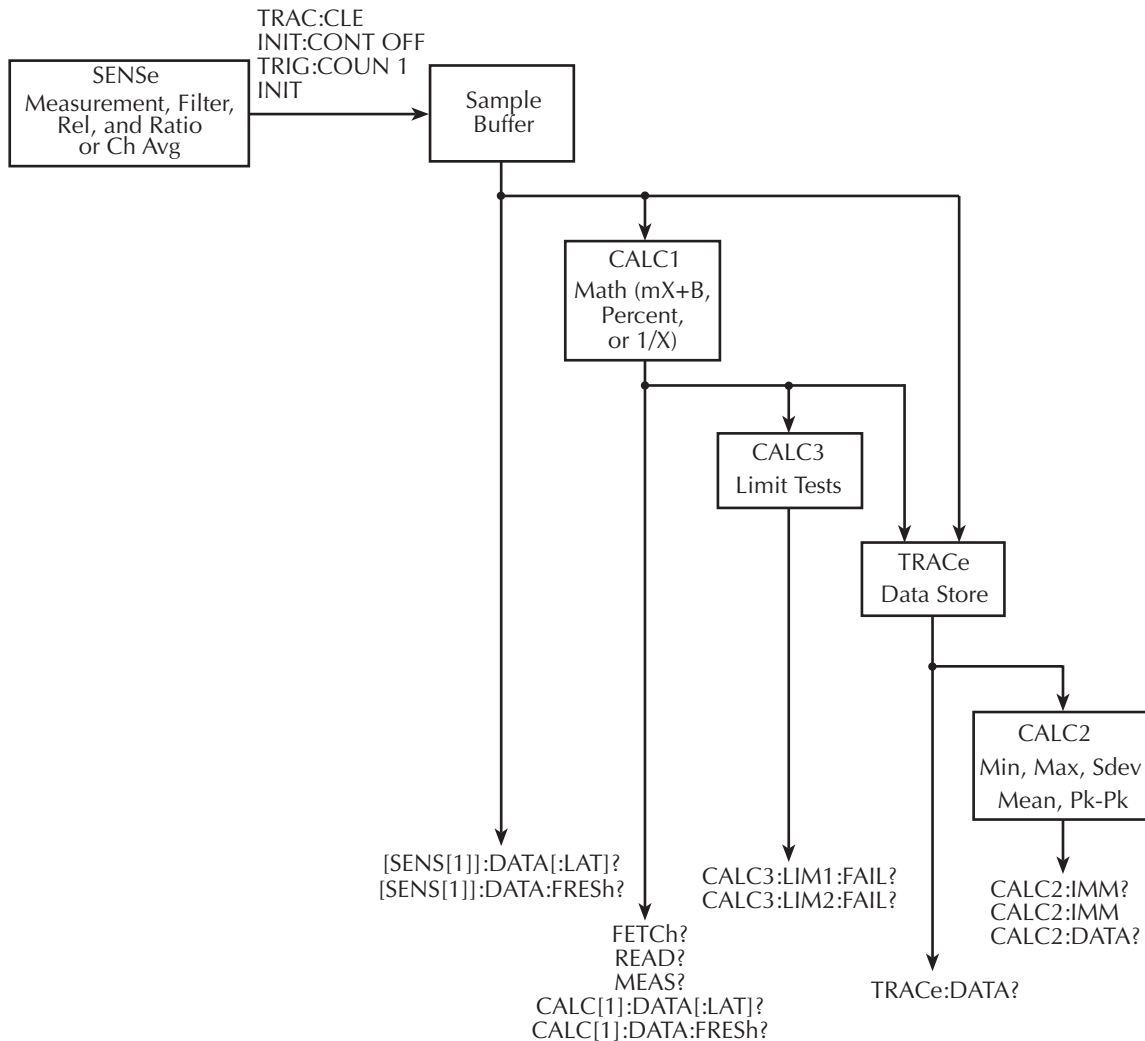 TRAC:CLE
INIT:CONT OFF
TRIG:COUN 1
INIT
SENSe
Measurement, Filter,
Rel, and Ratio
or Ch Avg
Sample
Buffer
CALC1
Math (mX+B,
Percent,
or 1/X)
CALC3
Limit Tests
TRACe
Data Store
CALC2
Min, Max, Sdev
Mean, Pk-Pk
[SENS[1]]:DATA[:LAT]?
[SENS[1]]:DATA:FRESh?
CALC3:LIM1:FAIL?
CALC3:LIM2:FAIL?
CALC2:IMM?
CALC2:IMM
CALC2:DATA?
FETCh?
READ?
MEAS?
CALC[1]:DATA[:LAT]?
CALC[1]:DATA:FRESh?
TRACe:DATA?